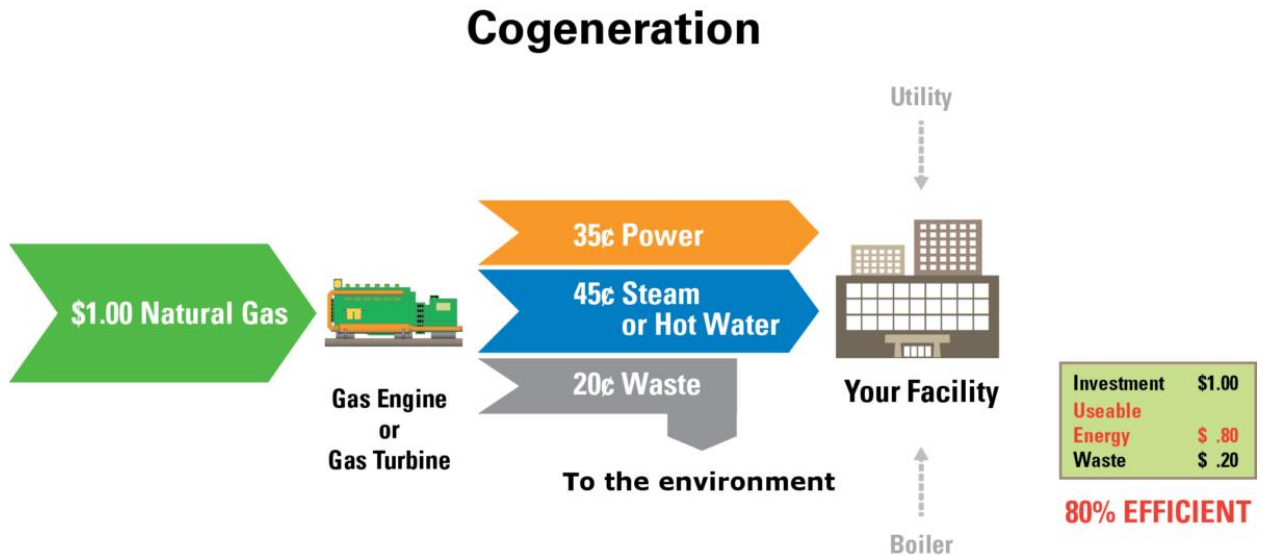 Cogeneration
Utility
$1.00 Natural Gas
35¢ Power
45¢ Steam
or Hot Water
20¢ Waste
Gas Engine
or
Gas Turbine
To the environment
Your Facility
Boiler
Investment $1.00
Useable
Energy $ .80
Waste $ .20
80% EFFICIENT